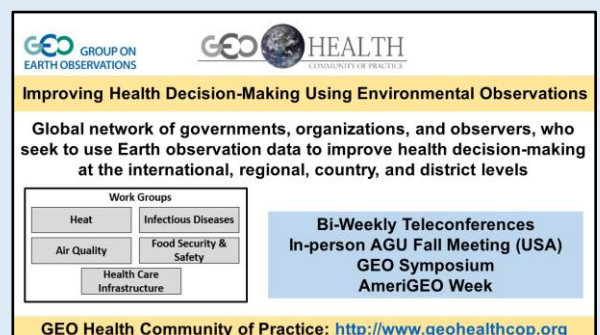 GEO GROUP ON
EARTH OBSERVATIONS
GEO HEALTH
COMMUNITY OF PRACTICE
Improving Health Decision-Making Using Environmental Observations
Global network of governments, organizations, and observers, who
seek to use Earth observation data to improve health decision-making
at the international, regional, country, and district levels
Work Groups
Heat
Infectious Diseases
Air Quality
Food Security &
Safety
Health Care
Infrastructure
Bi-Weekly Teleconferences
In-person AGU Fall Meeting (USA)
GEO Symposium
AmeriGEO Week
GEO Health Community of Practice: http://www.geohealthcop.org